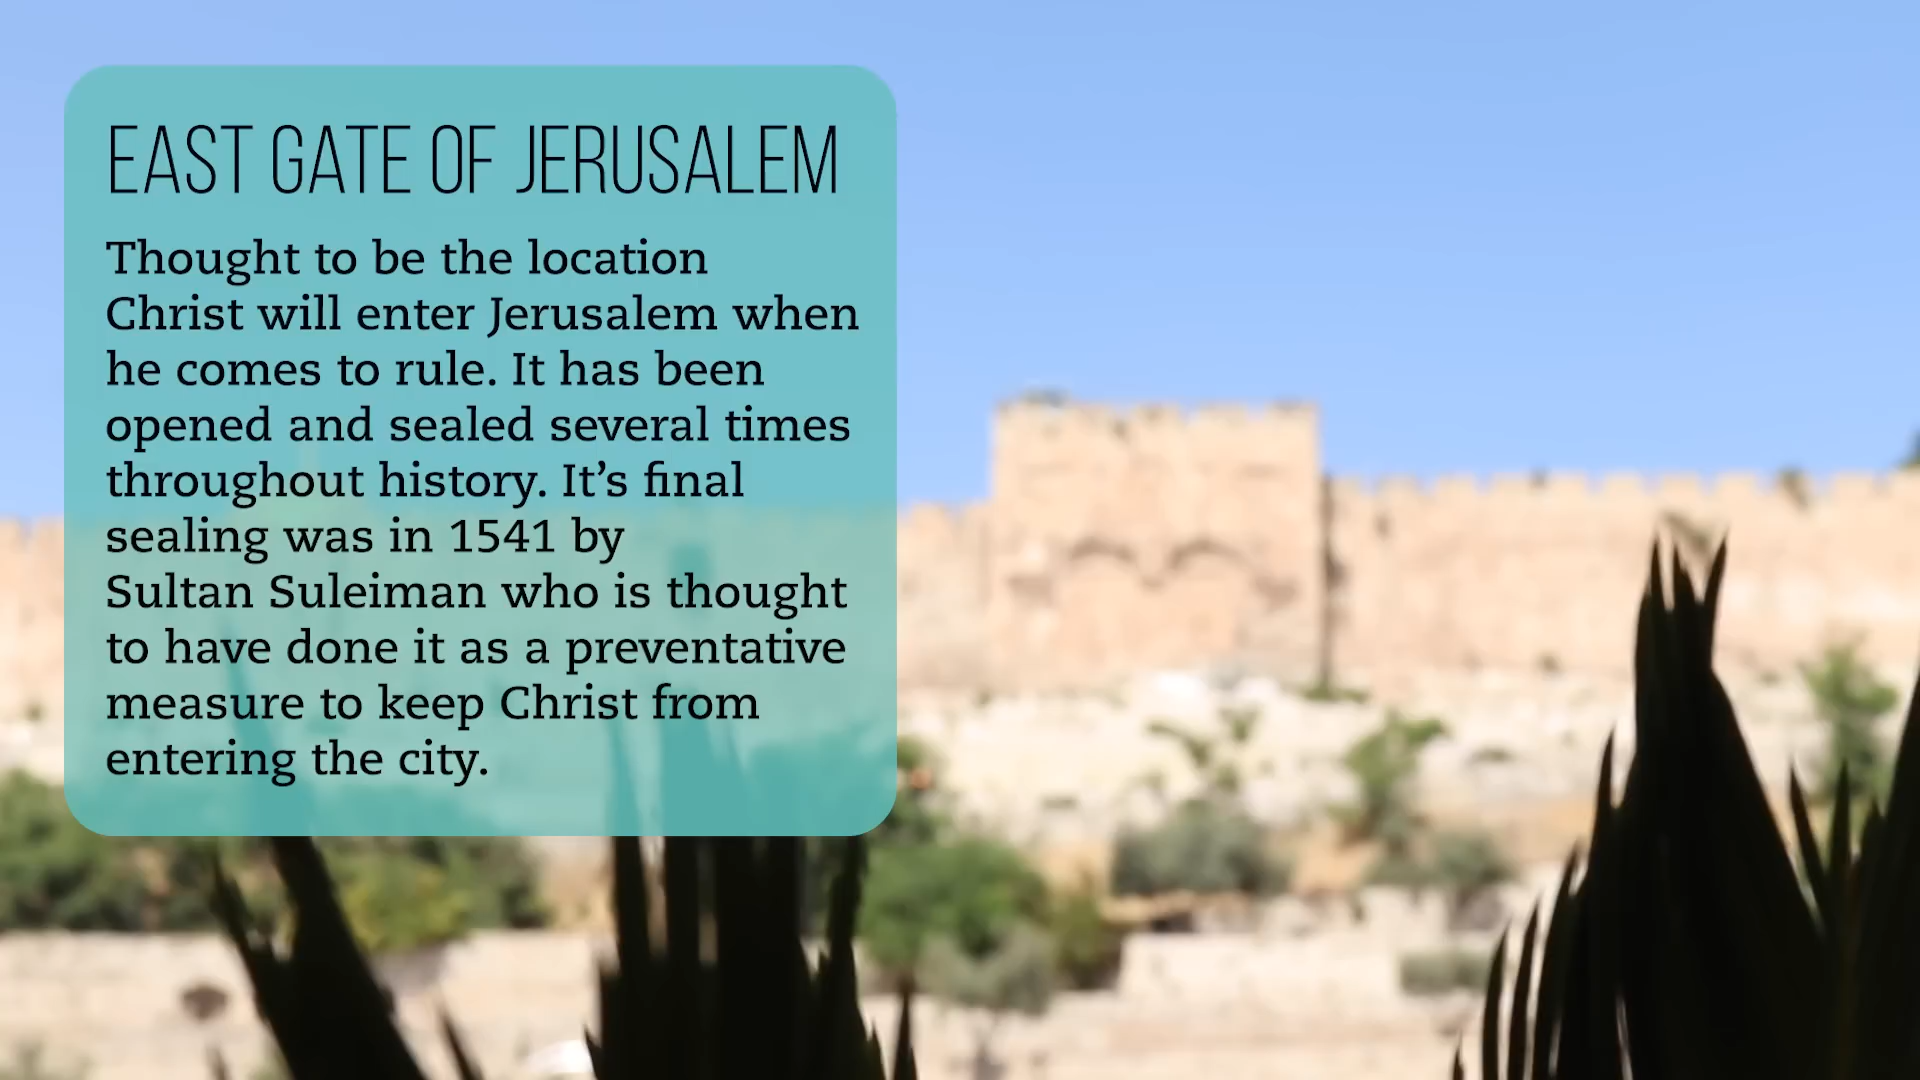 EAST GATE OF JERUSALEM
Thought to be the location
Christ will enter Jerusalem when
he comes to rule. It has been
opened and sealed several times
throughout history. It’s final
sealing was in 1541 by
Sultan Suleiman who is thought
to have done it as a preventative
measure to keep Christ from
entering the city.